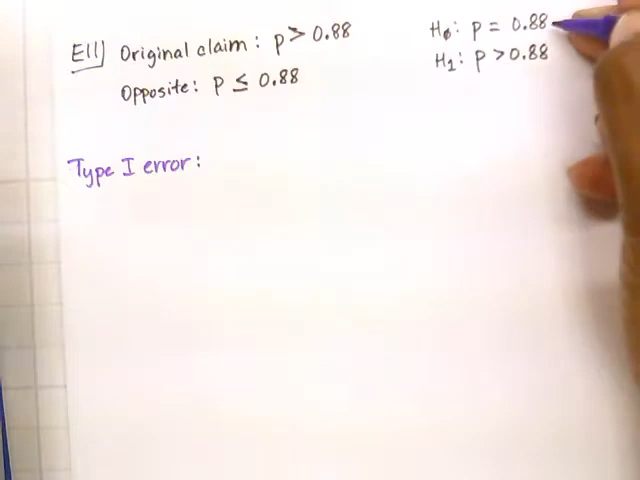 E11) Original claim: p > 0.88
Opposite: p ≤ 0.88
H0: p = 0.88
H1: p > 0.88
Type I error: